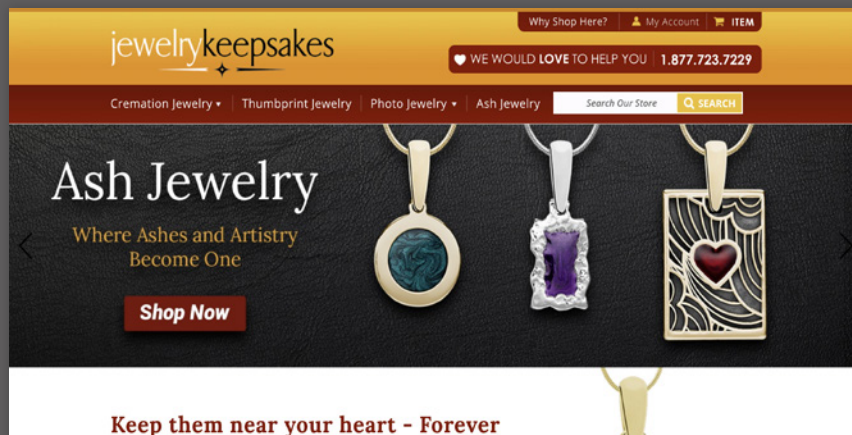 Why Shop Here? My Account ITEM
jewelrykeepsakes
WE WOULD LOVE TO HELP YOU 1.877.723.7229
Cremation Jewelry Thumbprint Jewelry Photo Jewelry Ash Jewelry Search Our Store SEARCH
Ash Jewelry
Where Ashes and Artistry
Become One
Shop Now
Keep them near your heart - Forever